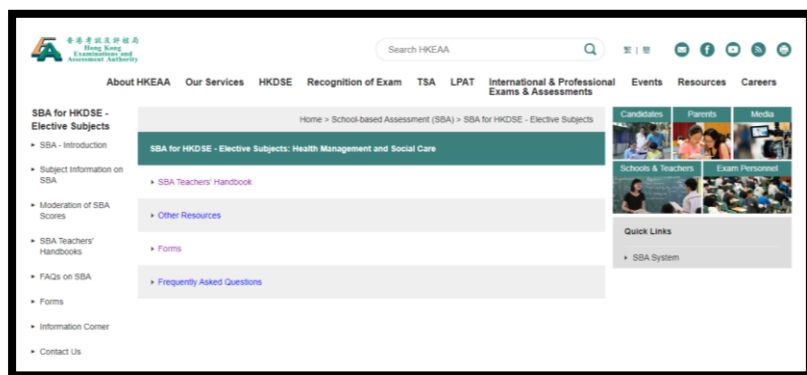 香港考試及評核局
Hong Kong
Examinations and
Assessment Authority
Search HKEAA
繁 | 簡
About HKEAA Our Services HKDSE Recognition of Exam TSA LPAT International & Professional Exams & Assessments Events Resources Careers
SBA for HKDSE -
Elective Subjects
SBA - Introduction
Subject Information on
SBA
Moderation of SBA
Scores
SBA Teachers'
Handbooks
FAQs on SBA
Forms
Information Corner
Contact Us
Home > School-based Assessment (SBA) > SBA for HKDSE - Elective Subjects
SBA for HKDSE - Elective Subjects: Health Management and Social Care
SBA Teachers' Handbook
Other Resources
Forms
Frequently Asked Questions
Candidates Parents Media
Schools & Teachers Exam Personnel
Quick Links
SBA System